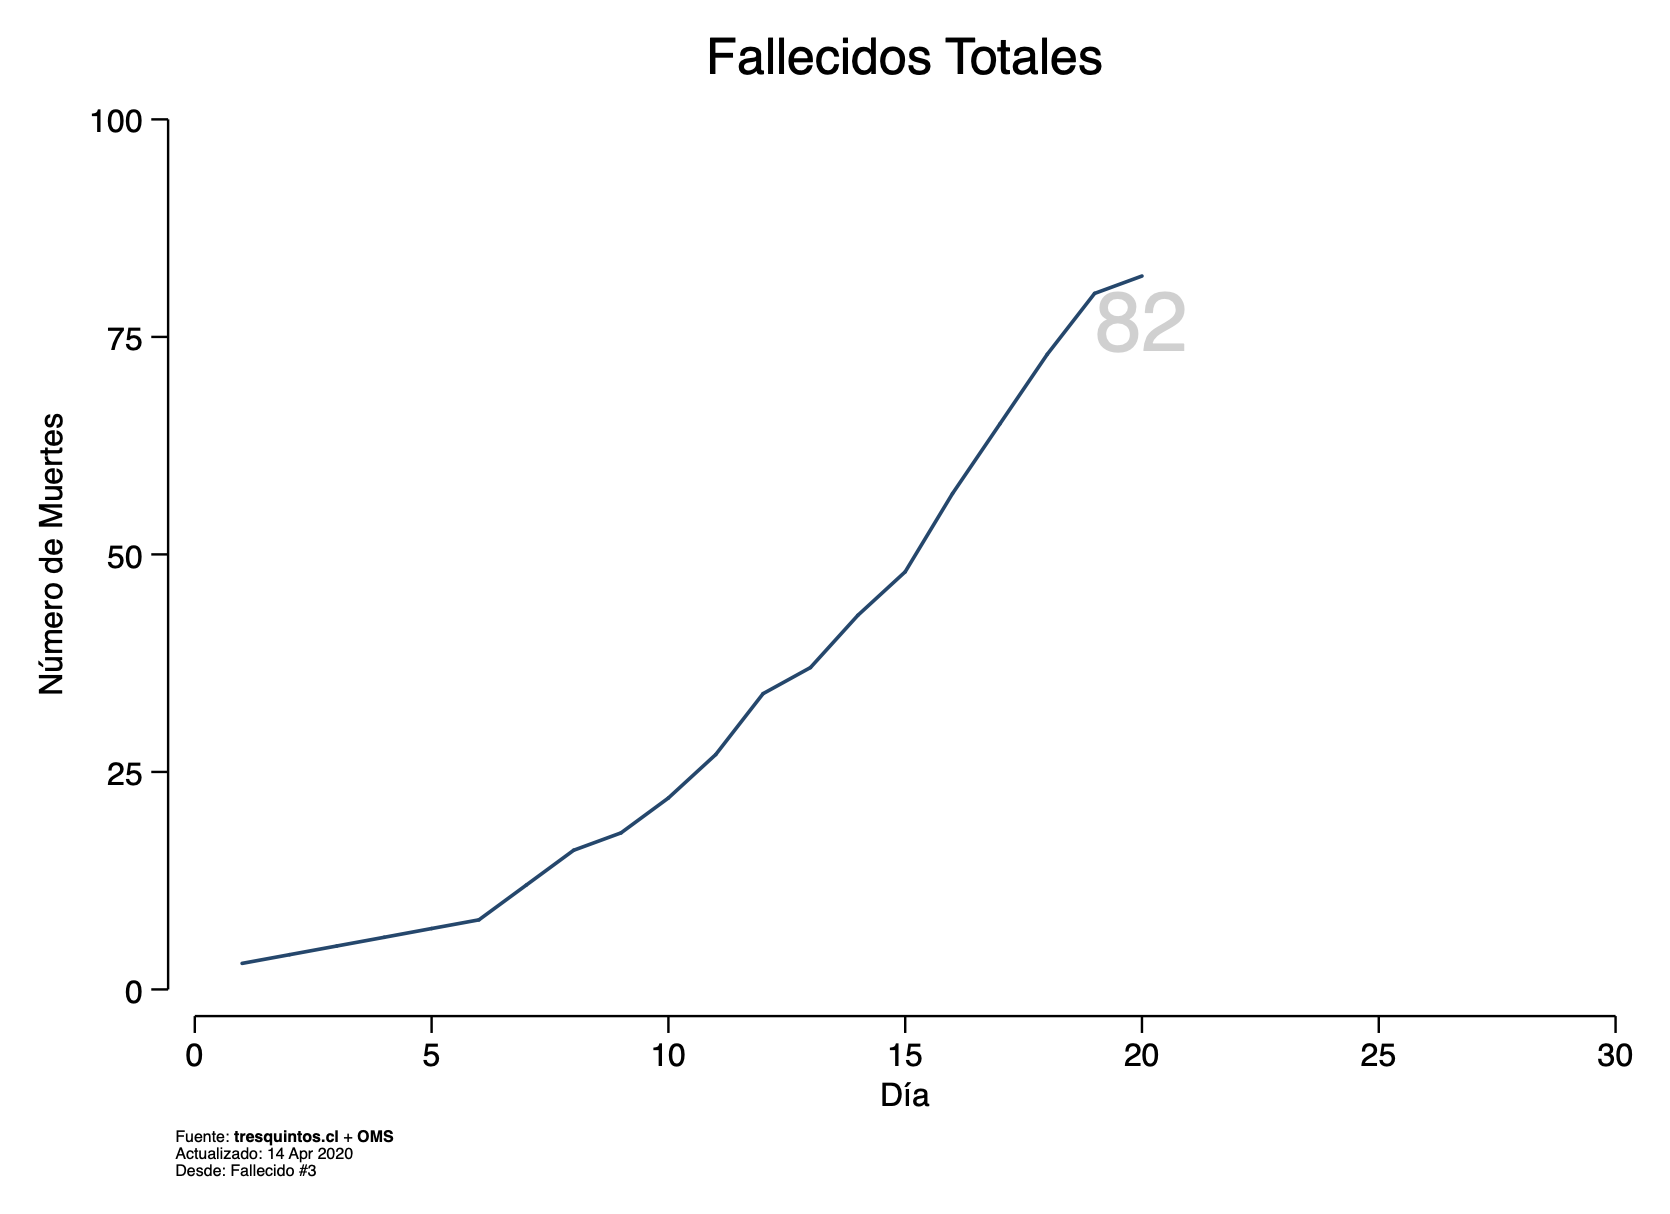 Fallecidos Totales
100
75
50
25
0
Número de Muertes
82
0 5 10 15 20 25 30
Día
Fuente: tresquintos.cl + OMS
Actualizado: 14 Apr 2020
Desde: Fallecido #3